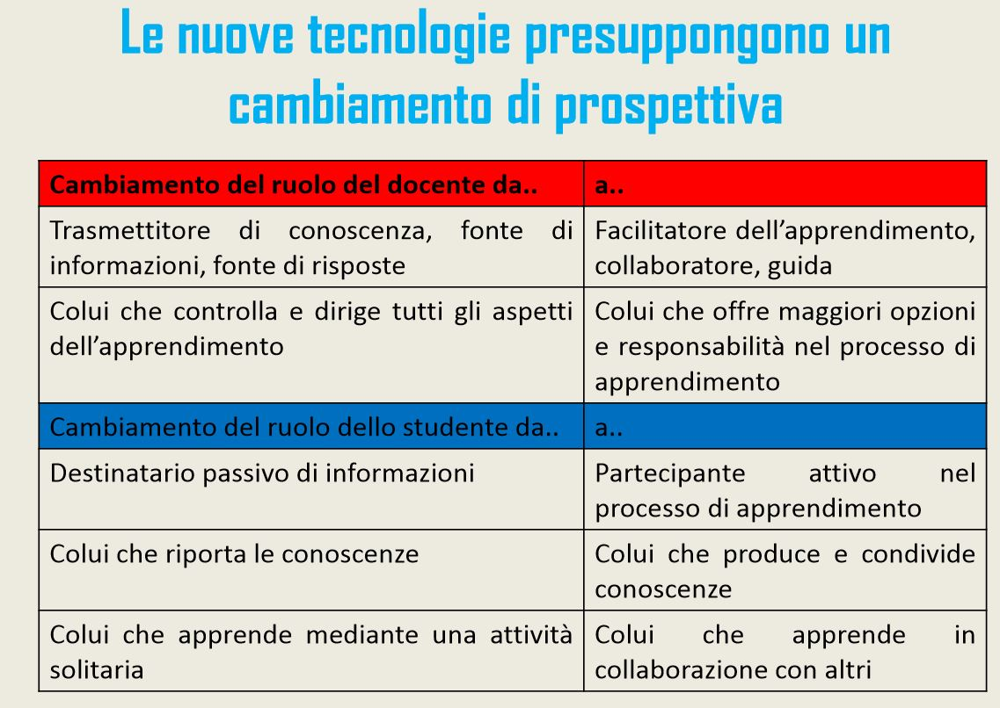 Le nuove tecnologie presuppongono un
cambiamento di prospettiva
Cambiamento del ruolo del docente da..
a..
Trasmettitore di conoscenza, fonte di
informazioni, fonte di risposte
Facilitatore dell’apprendimento,
collaboratore, guida
Colui che controlla e dirige tutti gli aspetti
dell’apprendimento
Colui che offre maggiori opzioni
e responsabilità nel processo di
apprendimento
Cambiamento del ruolo dello studente da..
a..
Destinatario passivo di informazioni
Partecipante attivo nel
processo di apprendimento
Colui che riporta le conoscenze
Colui che produce e condivide
conoscenze
Colui che apprende mediante una attività
solitaria
Colui che apprende in
collaborazione con altri